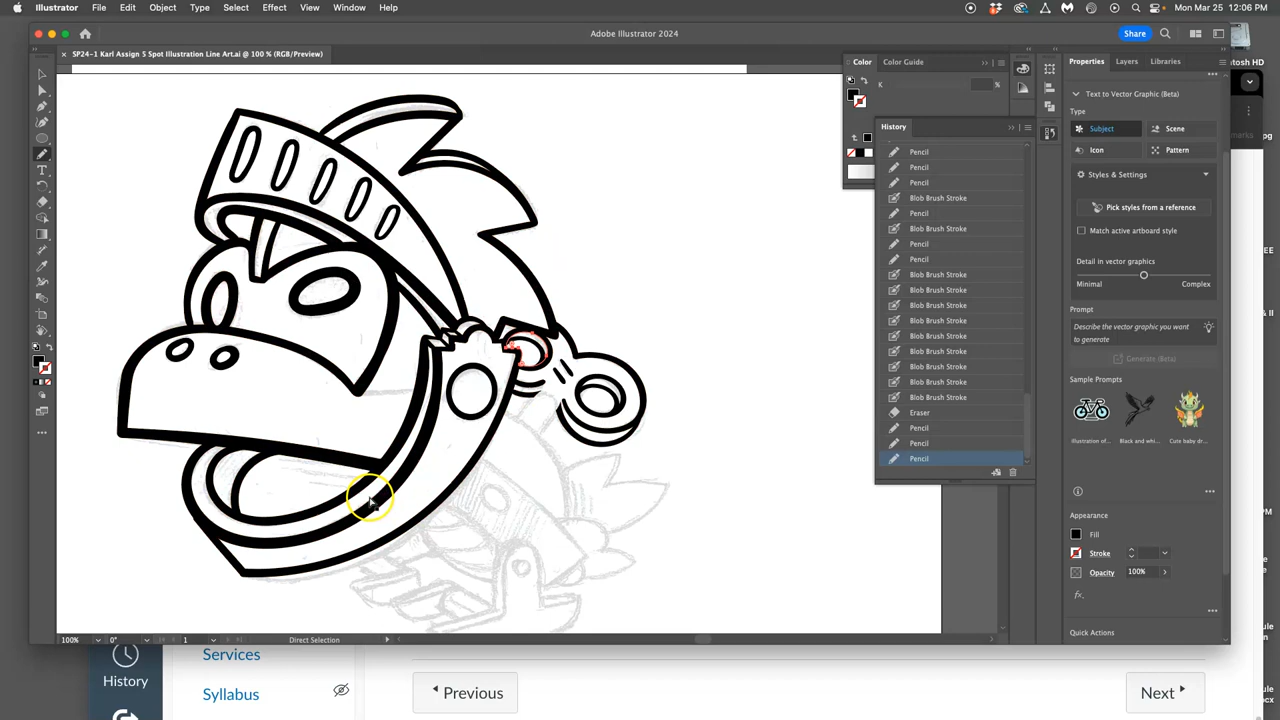 Illustrator File Edit Object Type Select Effect View Window Help
Mon Mar 25 12:06 PM
Adobe Illustrator 2024
Share
SP24-1 Karl Assign 5 Spot Illustration Line Art.ai @ 100 % (RGB/Preview)
Color Color Guide
K %
Properties Layers Libraries
Text to Vector Graphic (Beta)
Type
Subject Scene
Icon Pattern
Styles & Settings
Pick styles from a reference
Match active artboard style
Detail in vector graphics
Minimal Complex
Prompt
Describe the vector graphic you want
to generate
Generate (Beta)
Sample Prompts
Illustration of.. Black and whi... Cute baby dr...
Appearance
Fill
Stroke
Opacity 100%
fx.
Quick Actions
History
Pencil
Pencil
Pencil
Blob Brush Stroke
Pencil
Blob Brush Stroke
Pencil
Pencil
Blob Brush Stroke
Blob Brush Stroke
Blob Brush Stroke
Blob Brush Stroke
Blob Brush Stroke
Blob Brush Stroke
Blob Brush Stroke
Blob Brush Stroke
Blob Brush Stroke
Eraser
Pencil
Pencil
Pencil
100% 0° 1 Direct Selection
History
Services
Syllabus
Previous
Next